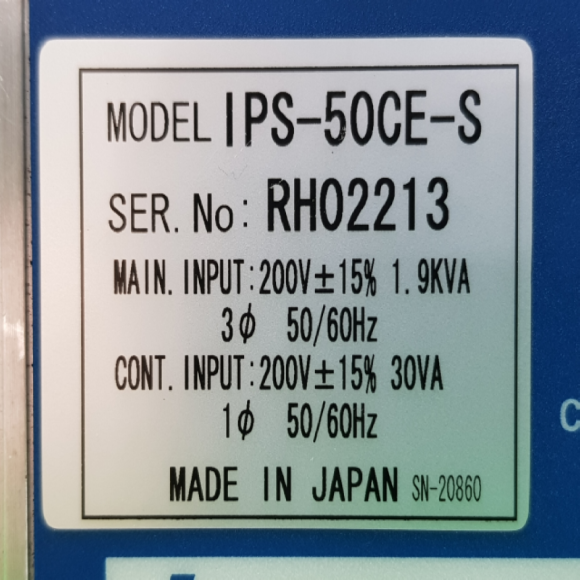 MODEL IPS-50CE-S
SER. No: RH02213
MAIN. INPUT:200V±15% 1.9KVA
3φ 50/60Hz
CONT. INPUT:200V±15% 30VA
1φ 50/60Hz
MADE IN JAPAN SN-20860
C